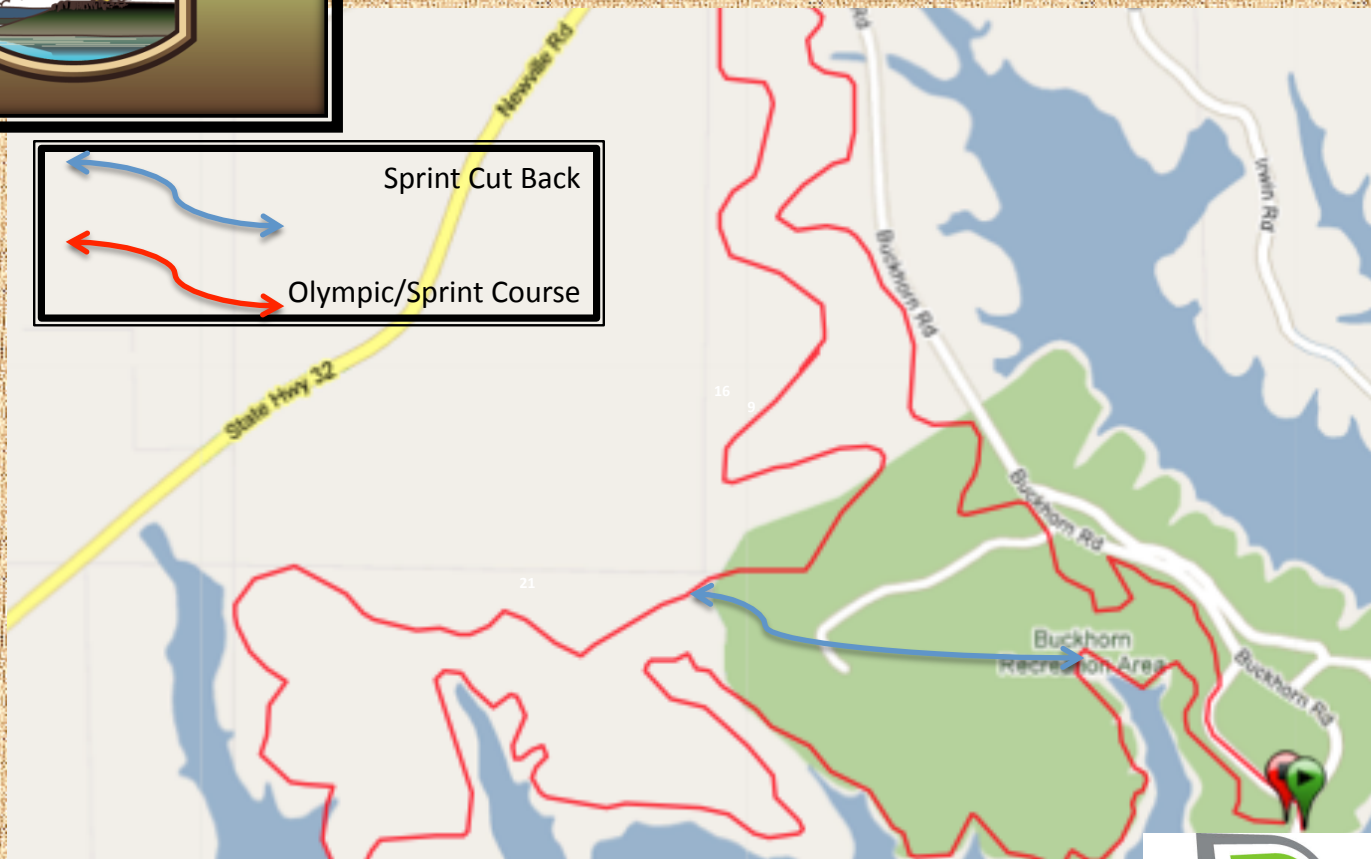 Newville Rd
Rd
Sprint Cut Back
Irwin Rd
Olympic/Sprint Course
Buckhorn Rd
State Hwy 32
16
9
Buckhorn Rd
21
Buckhorn
Recreation Area
Buckhorn Rd